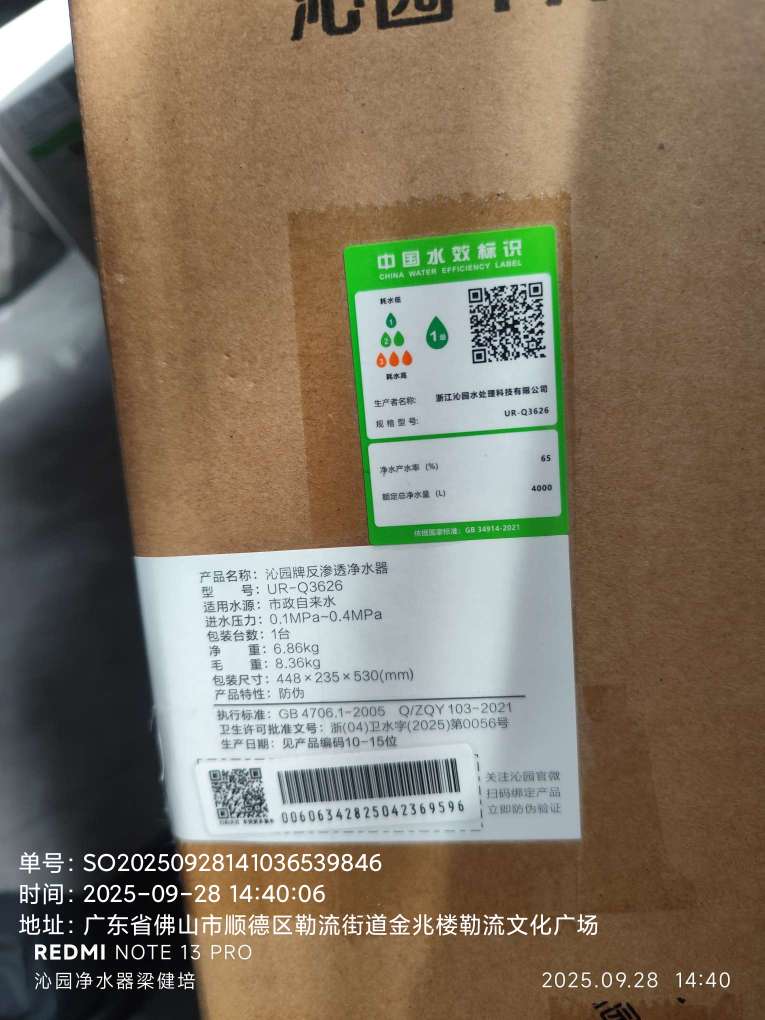 沁园
中国水效标识
CHINA WATER EFFICIENCY LABEL
耗水低
1
2
3
耗水高
1级
生产者名称: 浙江沁园水处理科技有限公司
规格型号: UR-Q3626
净水产水率 (%) 65
额定总净水量 (L) 4000
依据国家标准: GB 34914-2021
产品名称: 沁园牌反渗透净水器
型 号: UR-Q3626
适用水源: 市政自来水
进水压力: 0.1MPa~0.4MPa
包装台数: 1台
净 重: 6.86kg
毛 重: 8.36kg
包装尺寸: 448×235×530(mm)
产品特性: 防伪
执行标准: GB 4706.1-2005 Q/ZQY 103-2021
卫生许可批准文号: 浙(04)卫水字(2025)第0056号
生产日期: 见产品编码10-15位
00606342825042369596
关注沁园官微
扫码绑定产品
立即防伪验证
单号: SO20250928141036539846
时间: 2025-09-28 14:40:06
地址: 广东省佛山市顺德区勒流街道金兆楼勒流文化广场
REDMI NOTE 13 PRO
沁园净水器梁健培
2025.09.28 14:40